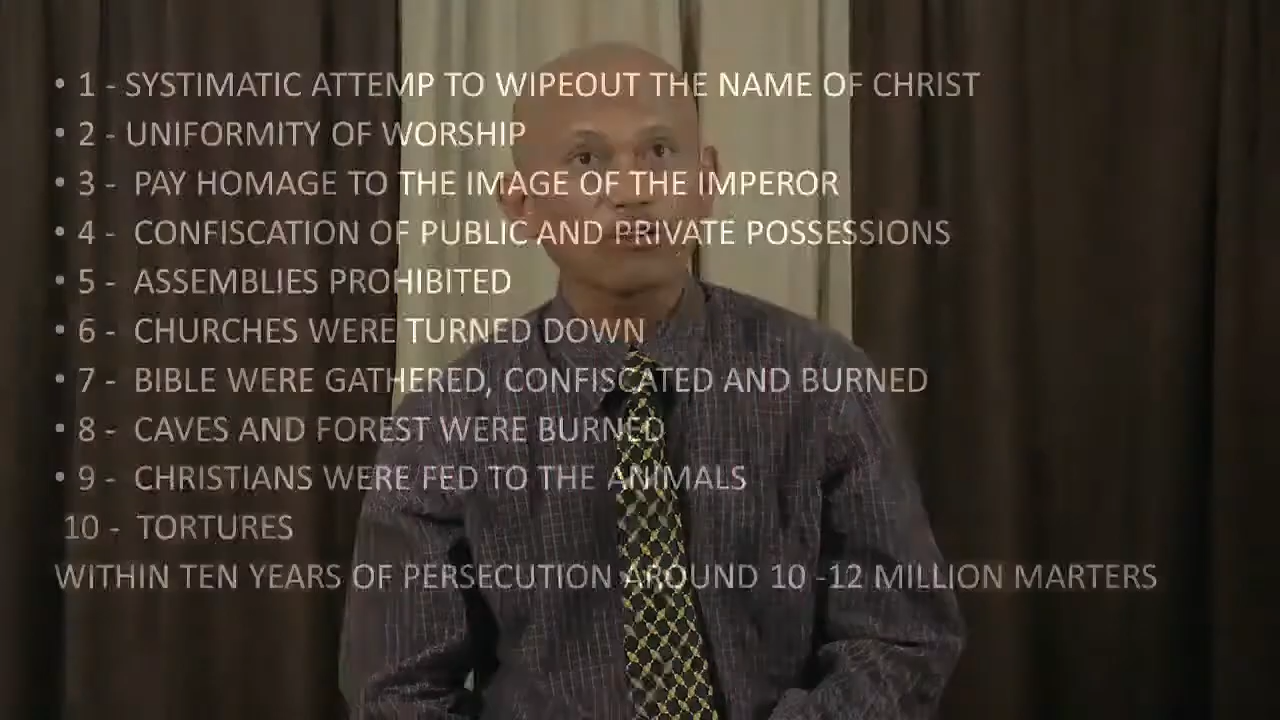 • 1 - SYSTIMATIC ATTEMP TO WIPEOUT THE NAME OF CHRIST
• 2 - UNIFORMITY OF WORSHIP
• 3 - PAY HOMAGE TO THE IMAGE OF THE IMPEROR
• 4 - CONFISCATION OF PUBLIC AND PRIVATE POSSESSIONS
• 5 - ASSEMBLIES PROHIBITED
• 6 - CHURCHES WERE TURNED DOWN
• 7 - BIBLE WERE GATHERED, CONFISCATED AND BURNED
• 8 - CAVES AND FOREST WERE BURNED
• 9 - CHRISTIANS WERE FED TO THE ANIMALS
10 - TORTURES
WITHIN TEN YEARS OF PERSECUTION AROUND 10 -12 MILLION MARTERS